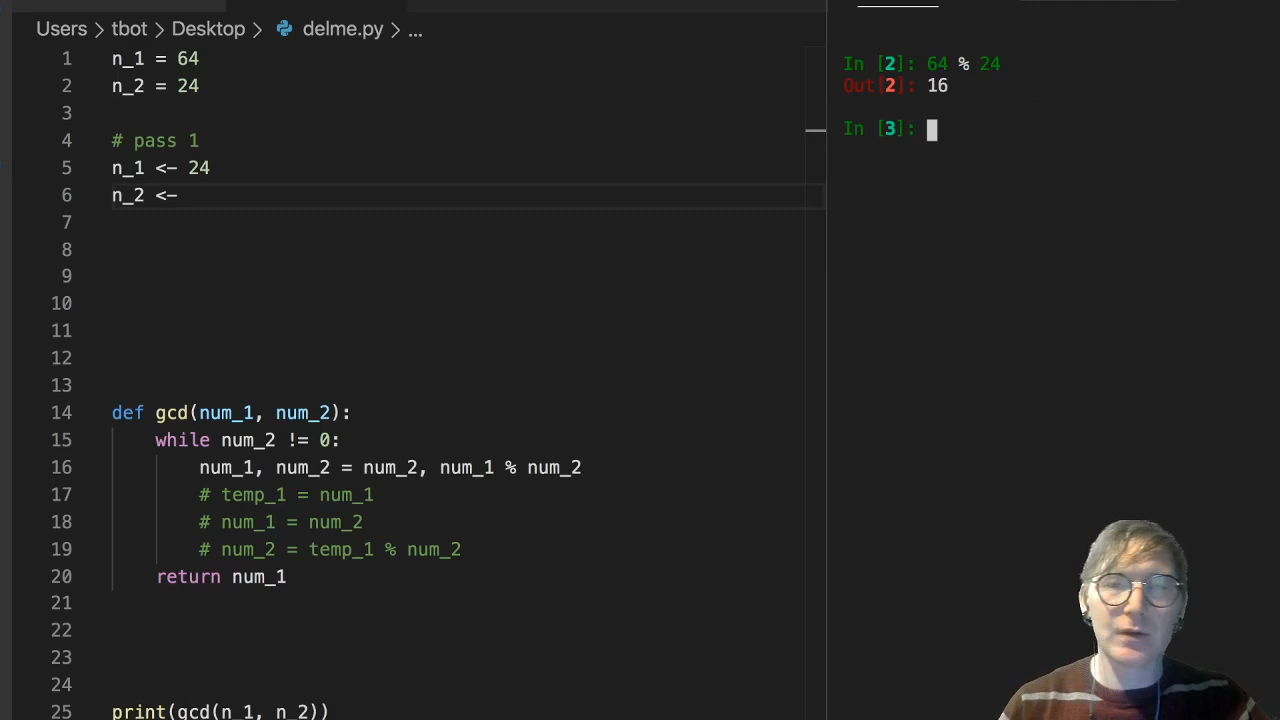 Users > tbot > Desktop > delme.py > ...
1 n_1 = 64
2 n_2 = 24
3
4 # pass 1
5 n_1 <- 24
6 n_2 <-
7
8
9
10
11
12
13
14 def gcd(num_1, num_2):
15 while num_2 != 0:
16 num_1, num_2 = num_2, num_1 % num_2
17 # temp_1 = num_1
18 # num_1 = num_2
19 # num_2 = temp_1 % num_2
20 return num_1
21
22
23
24
25 print(gcd(n_1, n_2))
In [2]: 64 % 24
Out[2]: 16
In [3]: